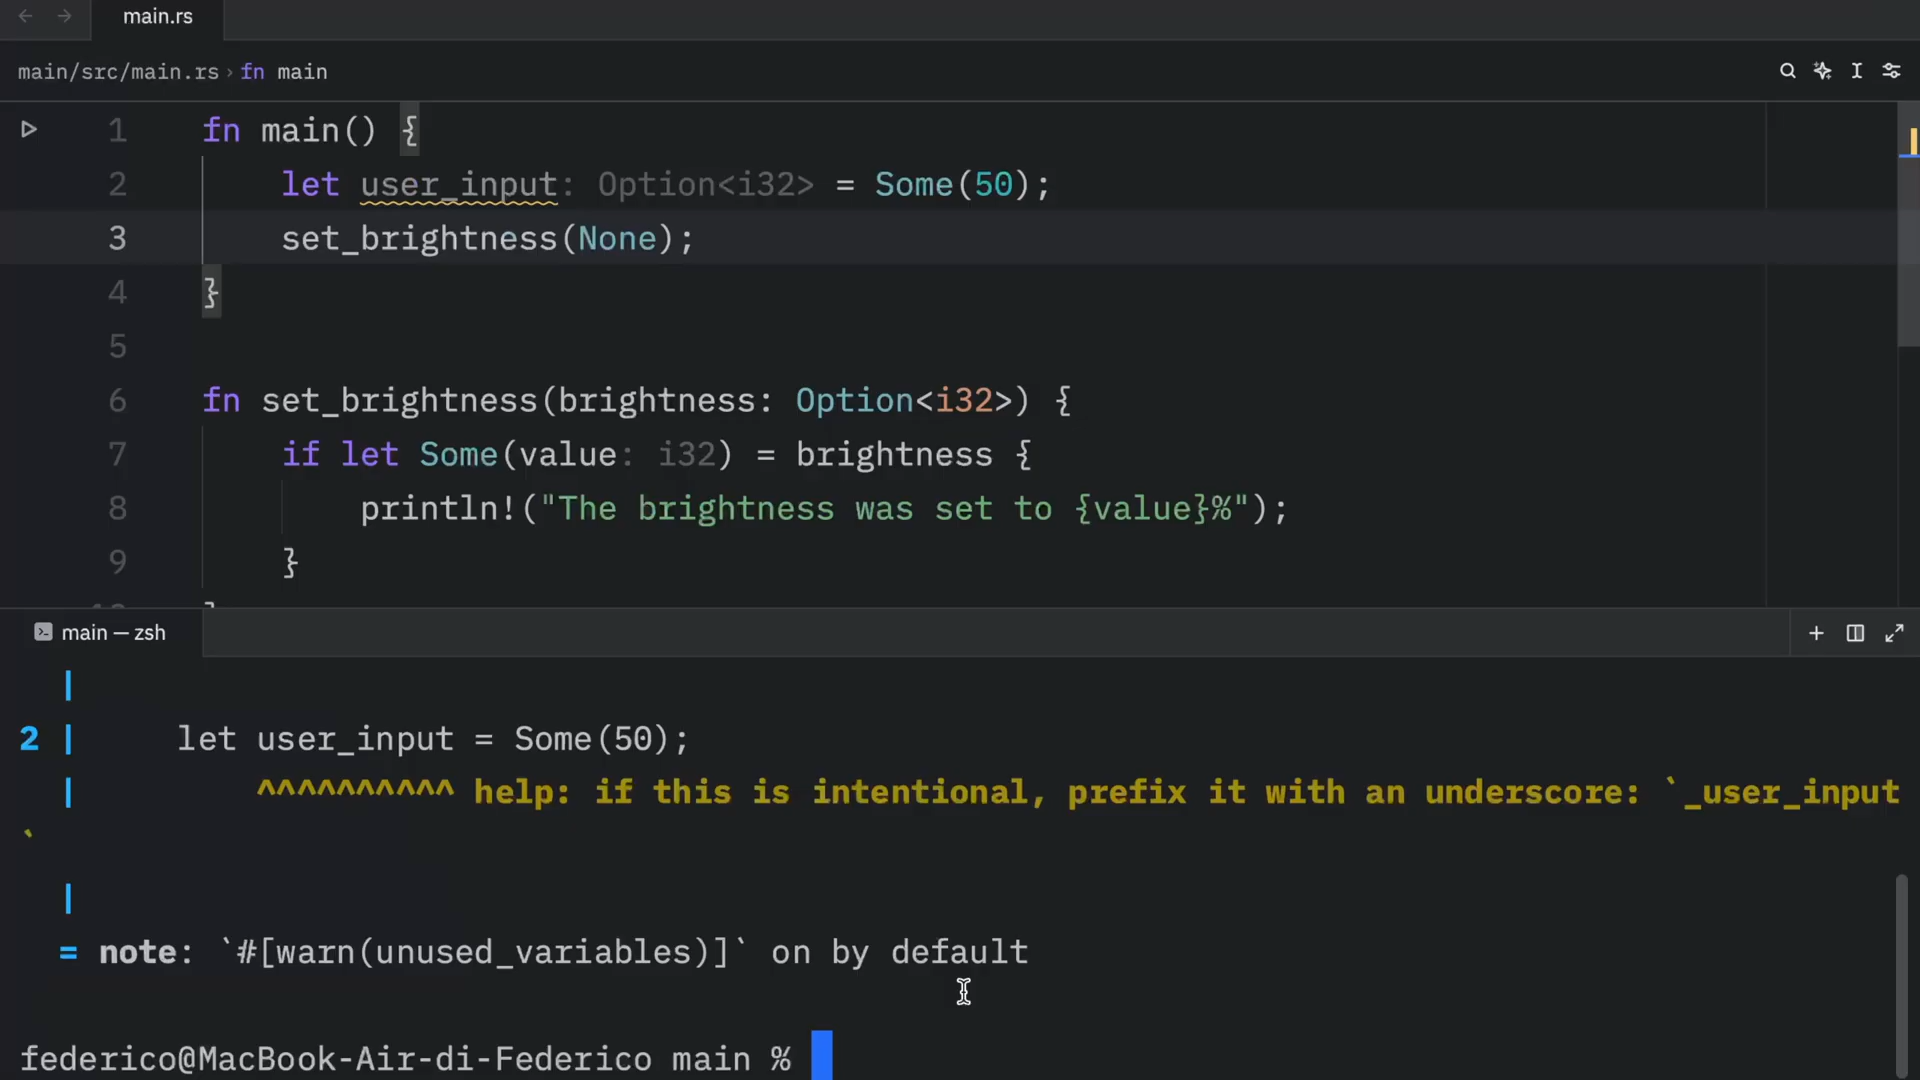 main.rs
main/src/main.rs › fn main
1 fn main() {
2 let user_input: Option<i32> = Some(50);
3 set_brightness(None);
4 }
5
6 fn set_brightness(brightness: Option<i32>) {
7 if let Some(value: i32) = brightness {
8 println!("The brightness was set to {value}%");
9 }
main — zsh
|
2 | let user_input = Some(50);
| ^^^^^^^^^^ help: if this is intentional, prefix it with an underscore: `_user_input
`
|
= note: `#[warn(unused_variables)]` on by default
federico@MacBook-Air-di-Federico main %